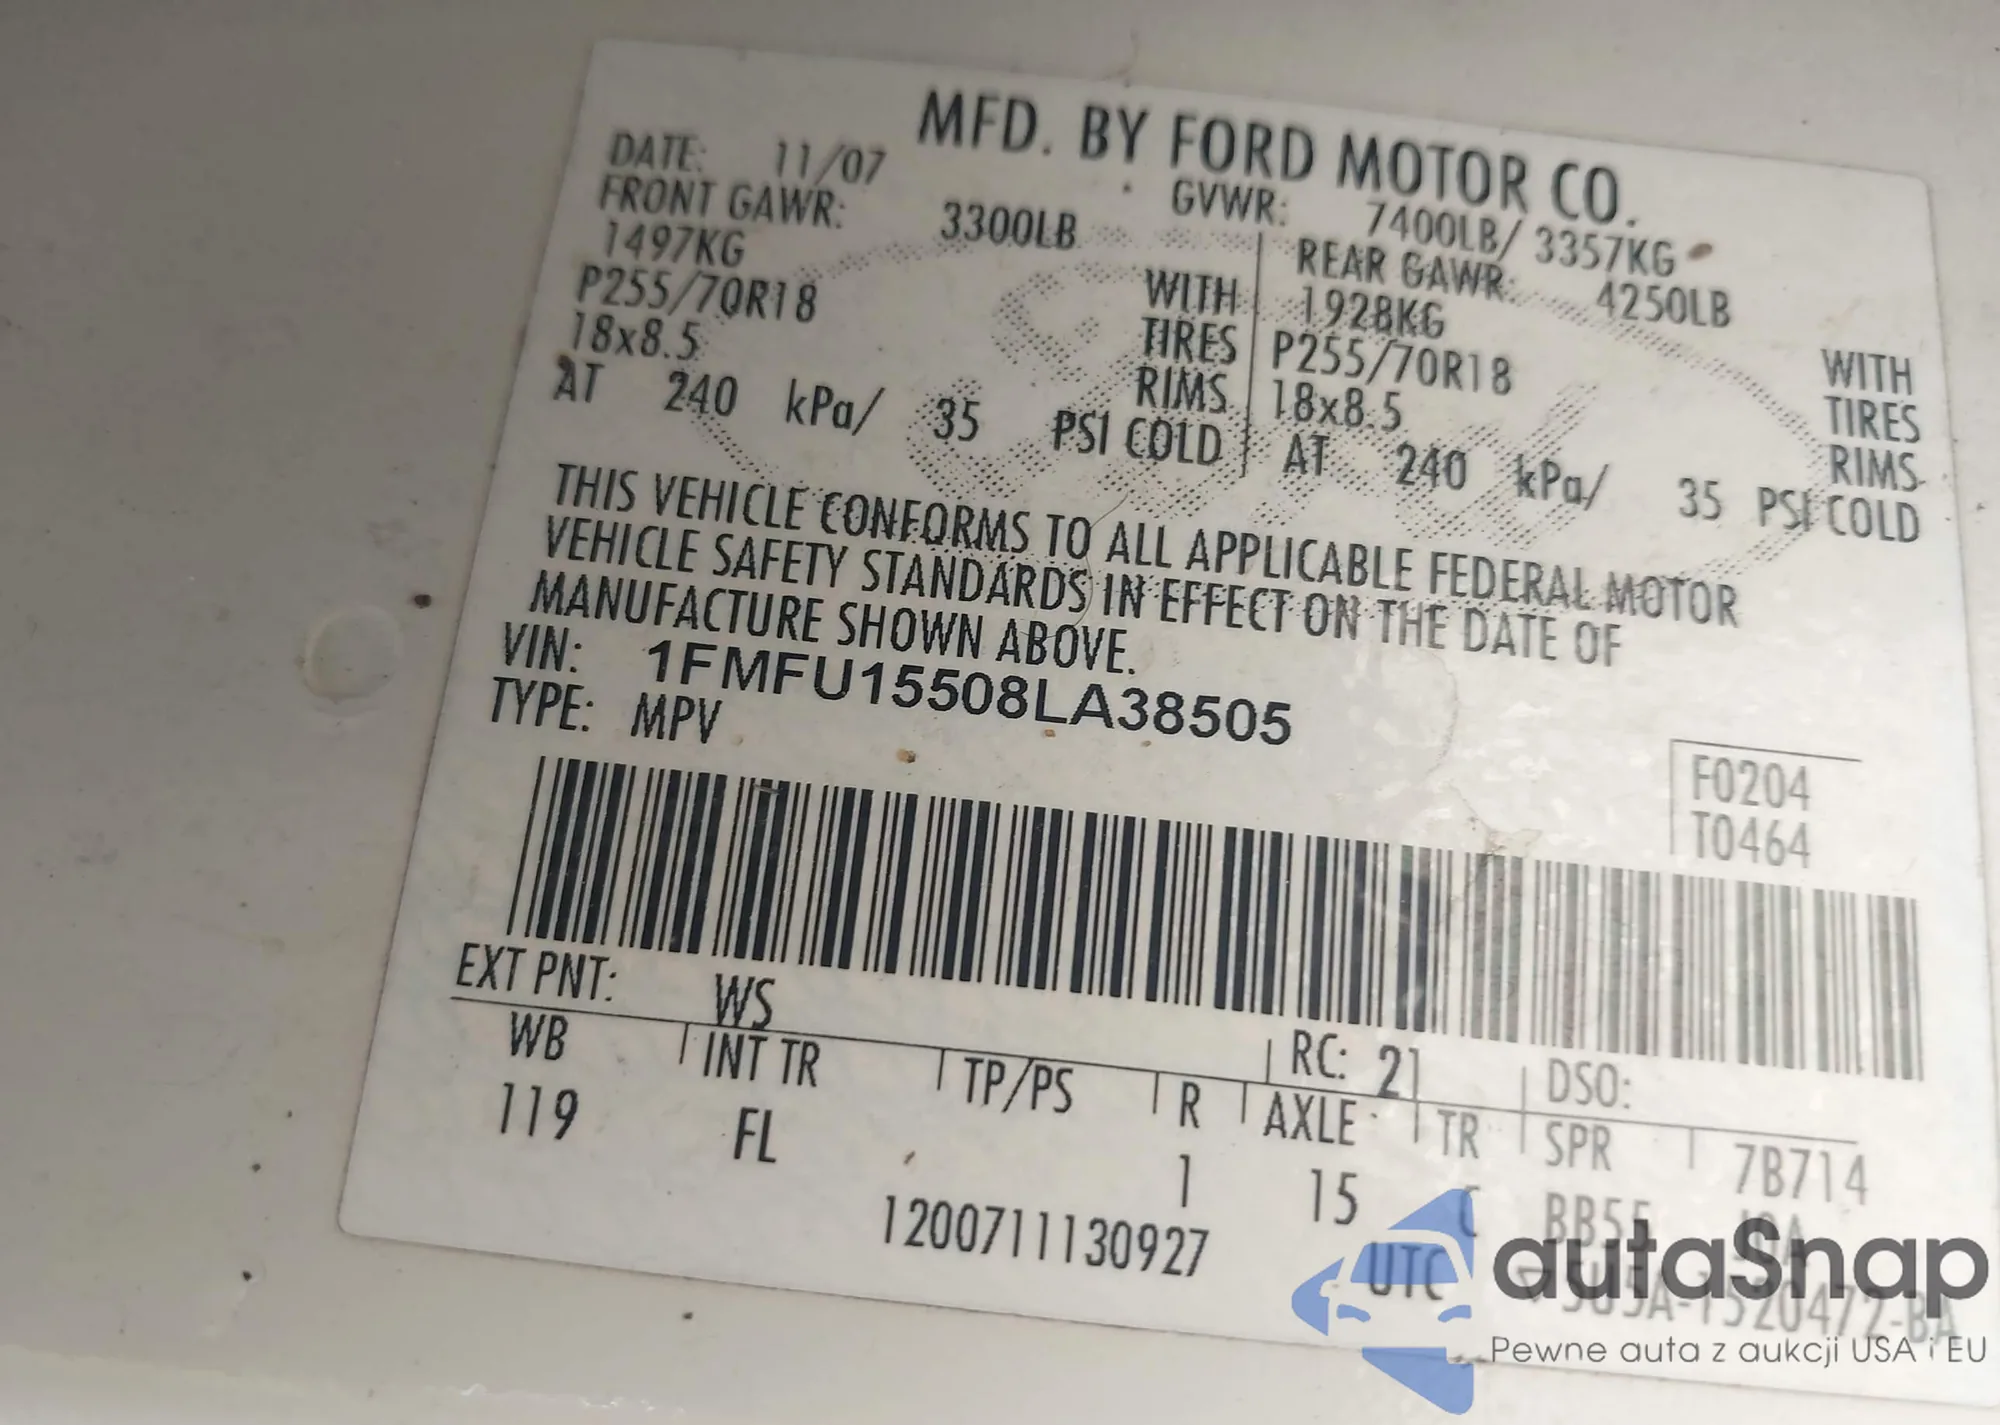 MFD. BY FORD MOTOR CO.
DATE: 11/07
GVWR: 7400LB/ 3357KG
FRONT GAWR: 3300LB
1497KG WITH
P255/70R18 TIRES
18x8.5 RIMS
AT 240 kPa/ 35 PSI COLD
REAR GAWR: 4250LB
1928KG WITH
P255/70R18 TIRES
18x8.5 RIMS
AT 240 kPa/ 35 PSI COLD
THIS VEHICLE CONFORMS TO ALL APPLICABLE FEDERAL MOTOR
VEHICLE SAFETY STANDARDS IN EFFECT ON THE DATE OF
MANUFACTURE SHOWN ABOVE.
VIN: 1FMFU15508LA38505
TYPE: MPV
F0204
T0464
EXT PNT: WS RC: 21 DSO:
WB INT TR TP/PS R AXLE TR SPR 7B714
119 FL 1 15 C BB55
1200711130927
UTC
autaSnap
Pewne auta z aukcji USA i EU